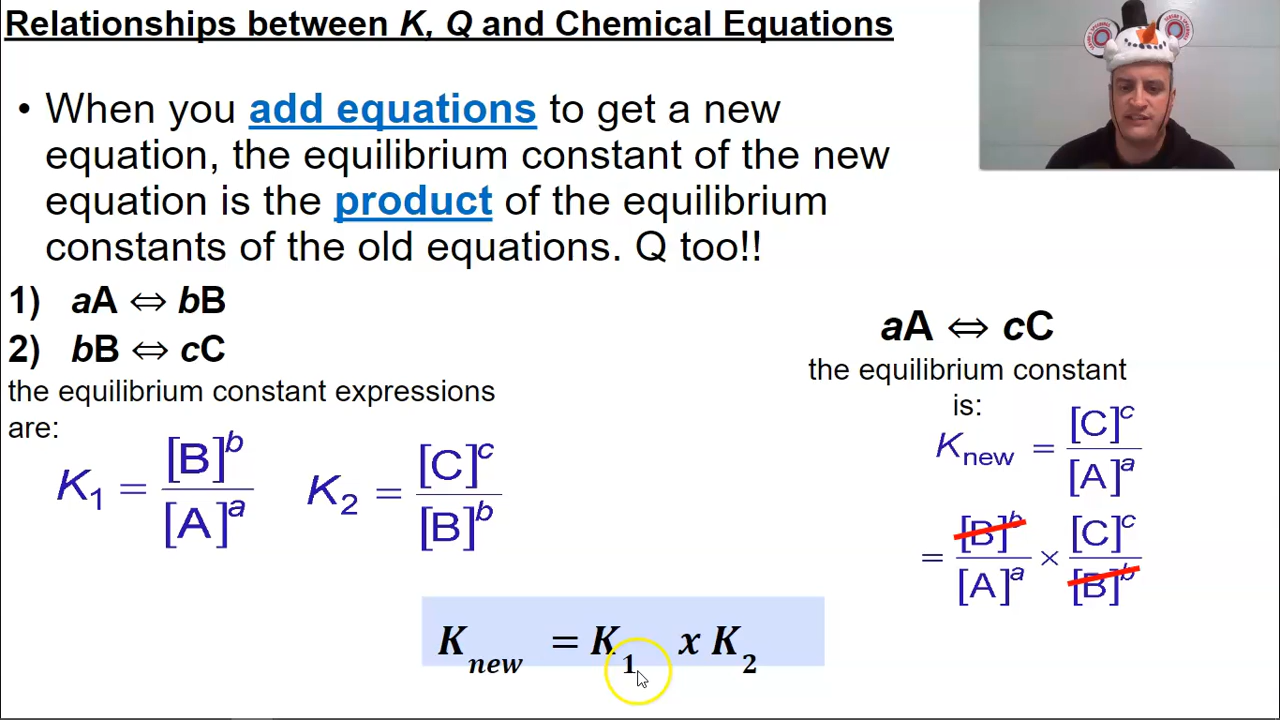 Relationships between K, Q and Chemical Equations
• When you add equations to get a new
equation, the equilibrium constant of the new
equation is the product of the equilibrium
constants of the old equations. Q too!!
1) aA ⇔ bB
2) bB ⇔ cC
the equilibrium constant expressions
are:
K₁ = [B]ᵇ / [A]ᵃ
K₂ = [C]ᶜ / [B]ᵇ
aA ⇔ cC
the equilibrium constant
is:
Knew = [C]ᶜ / [A]ᵃ
= [B]ᵇ / [A]ᵃ × [C]ᶜ / [B]ᵇ
Knew = K₁ x K₂